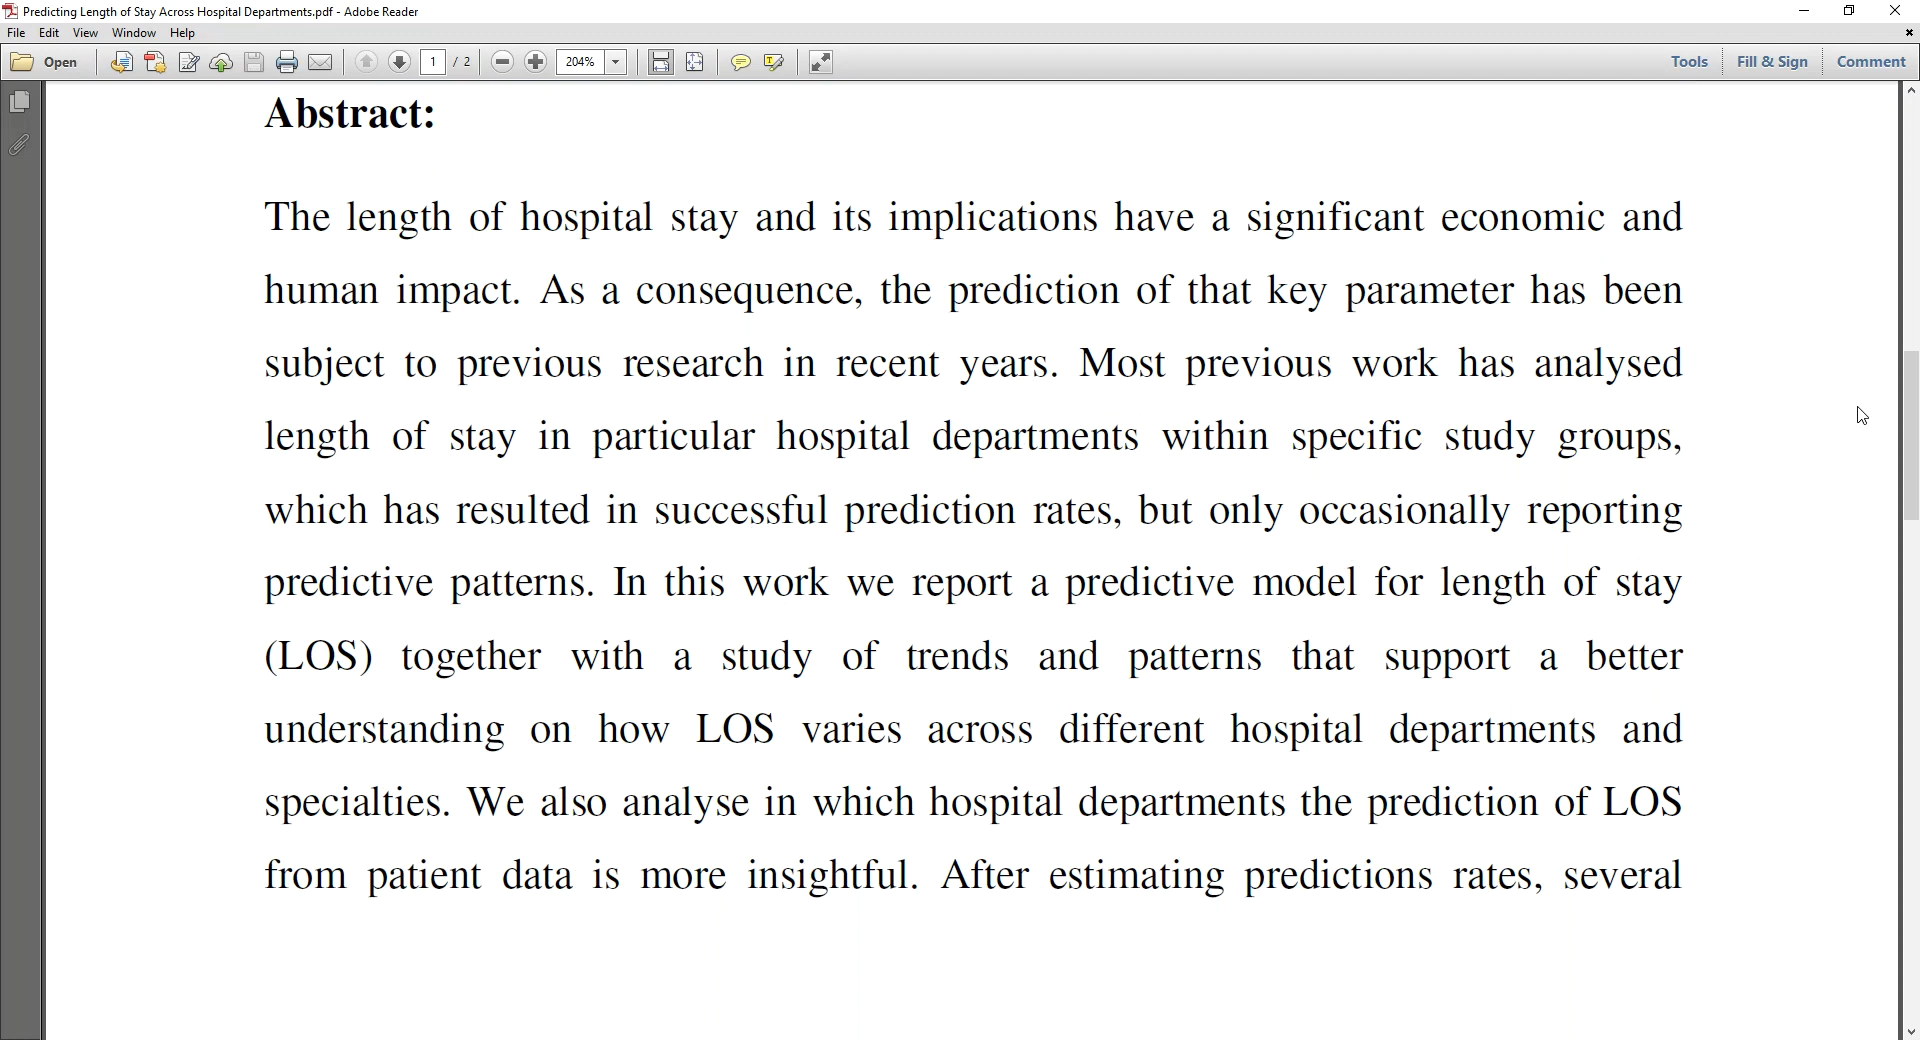 Predicting Length of Stay Across Hospital Departments.pdf - Adobe Reader
File Edit View Window Help
Open 1 / 2 204% Tools Fill & Sign Comment
Abstract:
The length of hospital stay and its implications have a significant economic and
human impact. As a consequence, the prediction of that key parameter has been
subject to previous research in recent years. Most previous work has analysed
length of stay in particular hospital departments within specific study groups,
which has resulted in successful prediction rates, but only occasionally reporting
predictive patterns. In this work we report a predictive model for length of stay
(LOS) together with a study of trends and patterns that support a better
understanding on how LOS varies across different hospital departments and
specialties. We also analyse in which hospital departments the prediction of LOS
from patient data is more insightful. After estimating predictions rates, several